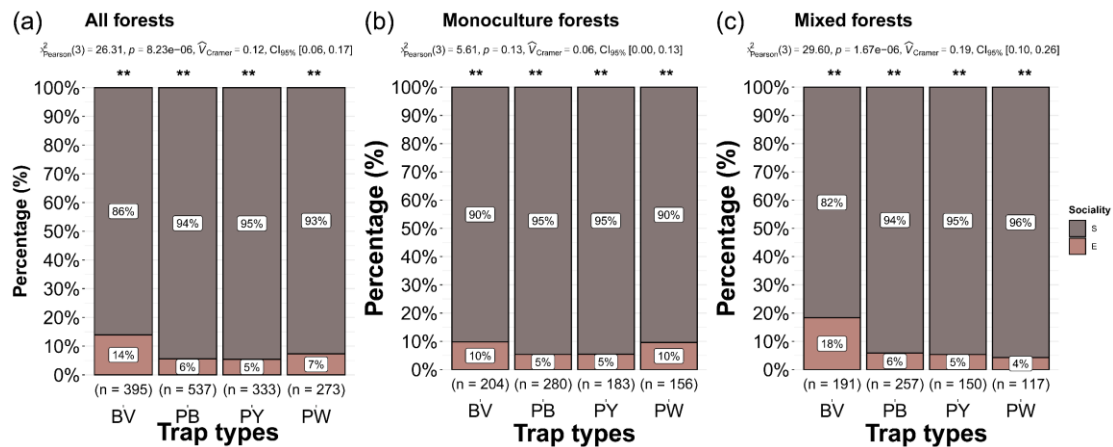 (a) All forests
χ²Pearson(3) = 26.31, p = 8.23e−06, V̂Cramer = 0.12, CI95% [0.06, 0.17]
** ** ** **
100%
90%
80%
70%
60%
50%
40%
30%
20%
10%
0%
Percentage (%)
86% 94% 95% 93%
14% 6% 5% 7%
(n = 395) (n = 537) (n = 333) (n = 273)
BV PB PY PW
Trap types
(b) Monoculture forests
χ²Pearson(3) = 5.61, p = 0.13, V̂Cramer = 0.06, CI95% [0.00, 0.13]
** ** ** **
100%
90%
80%
70%
60%
50%
40%
30%
20%
10%
0%
Percentage (%)
90% 95% 95% 90%
10% 5% 5% 10%
(n = 204) (n = 280) (n = 183) (n = 156)
BV PB PY PW
Trap types
(c) Mixed forests
χ²Pearson(3) = 29.60, p = 1.67e−06, V̂Cramer = 0.19, CI95% [0.10, 0.26]
** ** ** **
100%
90%
80%
70%
60%
50%
40%
30%
20%
10%
0%
Percentage (%)
82% 94% 95% 96%
18% 6% 5% 4%
(n = 191) (n = 257) (n = 150) (n = 117)
BV PB PY PW
Trap types
Sociality
S
E